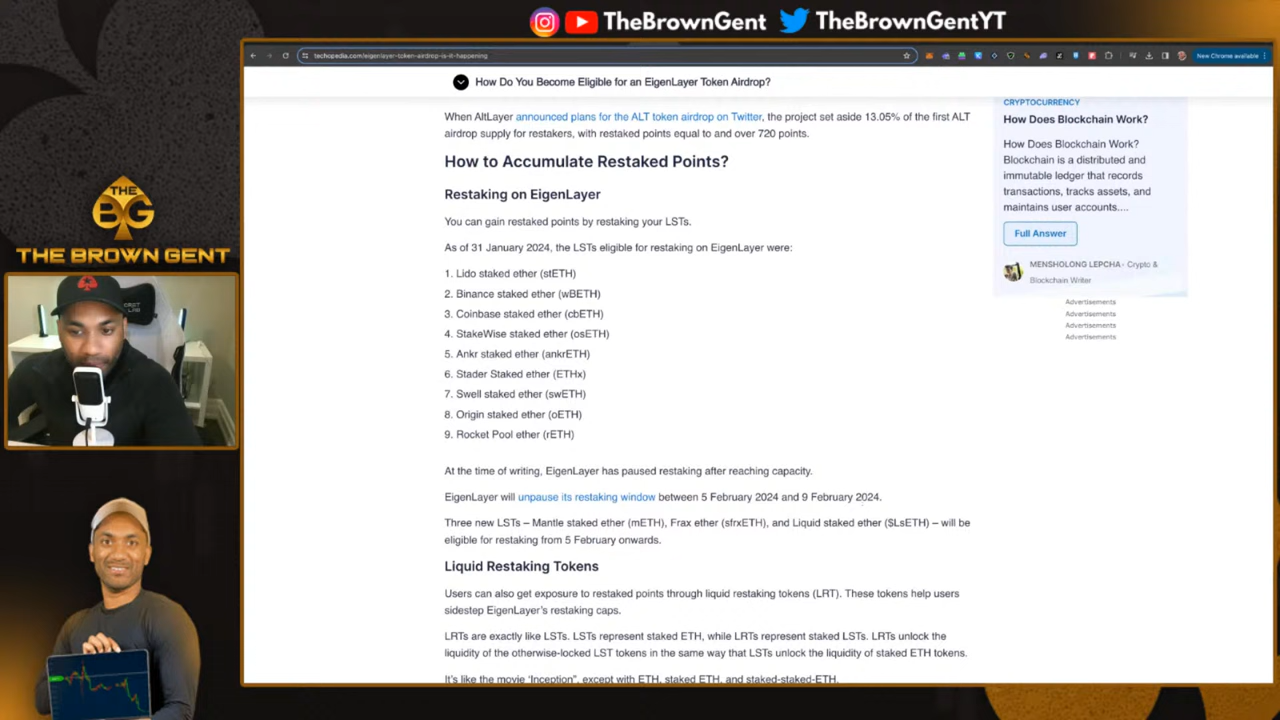 TheBrownGent TheBrownGentYT
techopedia.com/eigenlayer-token-airdrop-is-it-happening
New Chrome available
How Do You Become Eligible for an EigenLayer Token Airdrop?
When AltLayer announced plans for the ALT token airdrop on Twitter, the project set aside 13.05% of the first ALT
airdrop supply for restakers, with restaked points equal to and over 720 points.
How to Accumulate Restaked Points?
Restaking on EigenLayer
You can gain restaked points by restaking your LSTs.
As of 31 January 2024, the LSTs eligible for restaking on EigenLayer were:
1. Lido staked ether (stETH)
2. Binance staked ether (wBETH)
3. Coinbase staked ether (cbETH)
4. StakeWise staked ether (osETH)
5. Ankr staked ether (ankrETH)
6. Stader Staked ether (ETHx)
7. Swell staked ether (swETH)
8. Origin staked ether (oETH)
9. Rocket Pool ether (rETH)
At the time of writing, EigenLayer has paused restaking after reaching capacity.
EigenLayer will unpause its restaking window between 5 February 2024 and 9 February 2024.
Three new LSTs – Mantle staked ether (mETH), Frax ether (sfrxETH), and Liquid staked ether ($LsETH) – will be
eligible for restaking from 5 February onwards.
Liquid Restaking Tokens
Users can also get exposure to restaked points through liquid restaking tokens (LRT). These tokens help users
sidestep EigenLayer's restaking caps.
LRTs are exactly like LSTs. LSTs represent staked ETH, while LRTs represent staked LSTs. LRTs unlock the
liquidity of the otherwise-locked LST tokens in the same way that LSTs unlock the liquidity of staked ETH tokens.
It's like the movie 'Inception", except with ETH, staked ETH, and staked-staked-ETH.
CRYPTOCURRENCY
How Does Blockchain Work?
How Does Blockchain Work?
Blockchain is a distributed and
immutable ledger that records
transactions, tracks assets, and
maintains user accounts....
Full Answer
MENSHOLONG LEPCHA - Crypto &
Blockchain Writer
Advertisements
Advertisements
Advertisements
Advertisements
THE
BG
THE BROWN GENT